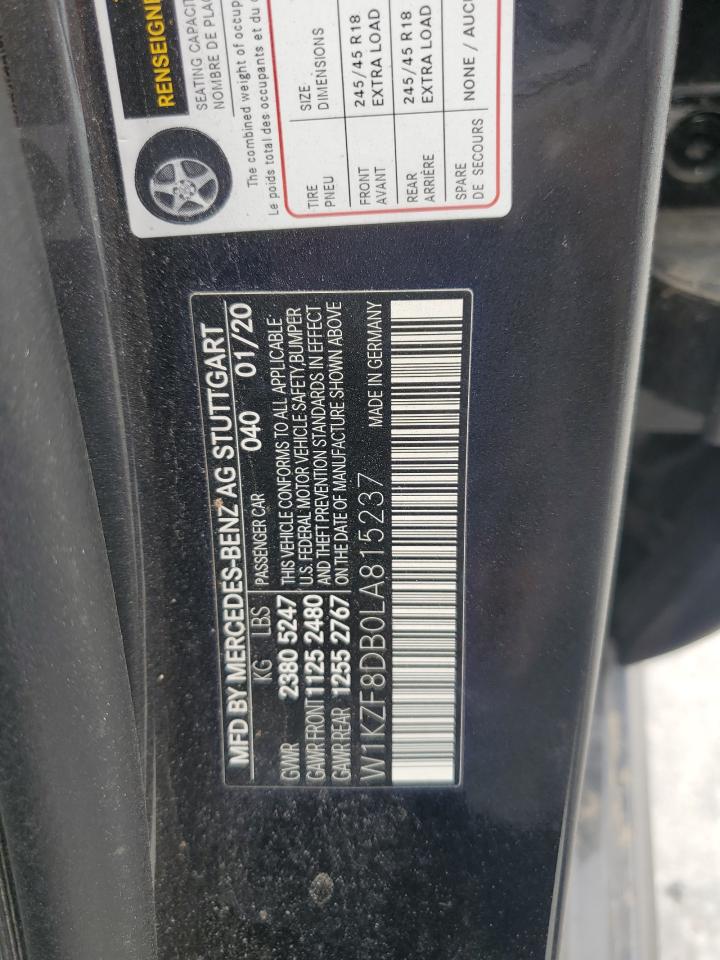 RENSEIGNE
SEATING CAPACIT
NOMBRE DE PLAC
The combined weight of occup
Le poids total des occupants et du c
TIRE SIZE
PNEU DIMENSIONS
FRONT 245/45 R18
AVANT EXTRA LOAD
REAR 245/45 R18
ARRIÈRE EXTRA LOAD
SPARE NONE / AUCU
DE SECOURS
MFD BY MERCEDES-BENZ AG STUTTGART
KG LBS PASSENGER CAR 040 01/20
GVWR 2380 5247 THIS VEHICLE CONFORMS TO ALL APPLICABLE
GAWR FRONT 1125 2480 U.S. FEDERAL MOTOR VEHICLE SAFETY, BUMPER
GAWR REAR 1255 2767 AND THEFT PREVENTION STANDARDS IN EFFECT
ON THE DATE OF MANUFACTURE SHOWN ABOVE
W1KZF8DB0LA815237 MADE IN GERMANY